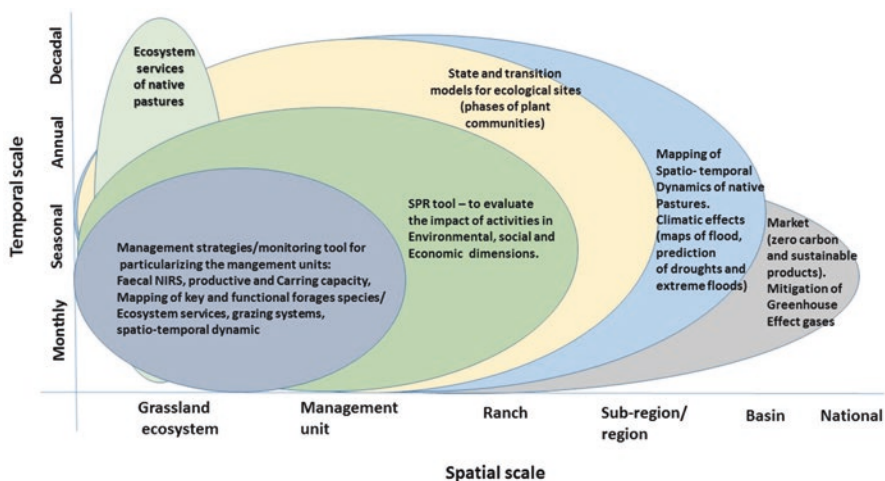 Temporal scale
Decadal
Annual
Seasonal
Monthly
Ecosystem
services
of native
pastures
State and transition
models for ecological sites
(phases of plant
communities)
Mapping of
Spatio- temporal
Dynamics of native
Pastures.
Climatic effects
(maps of flood,
prediction
of droughts and
extreme floods)
Market
(zero carbon
and sustainable
products).
Mitigation of
Greenhouse
Effect gases
SPR tool – to evaluate
the impact of activities in
Environmental, social and
Economic dimensions.
Management strategies/monitoring tool for
particularizing the mangement units:
Faecal NIRS, productive and Carring capacity,
Mapping of key and functional forages species/
Ecosystem services, grazing systems,
spatio-temporal dynamic
Grassland
ecosystem
Management
unit
Ranch
Sub-region/
region
Basin
National
Spatial scale